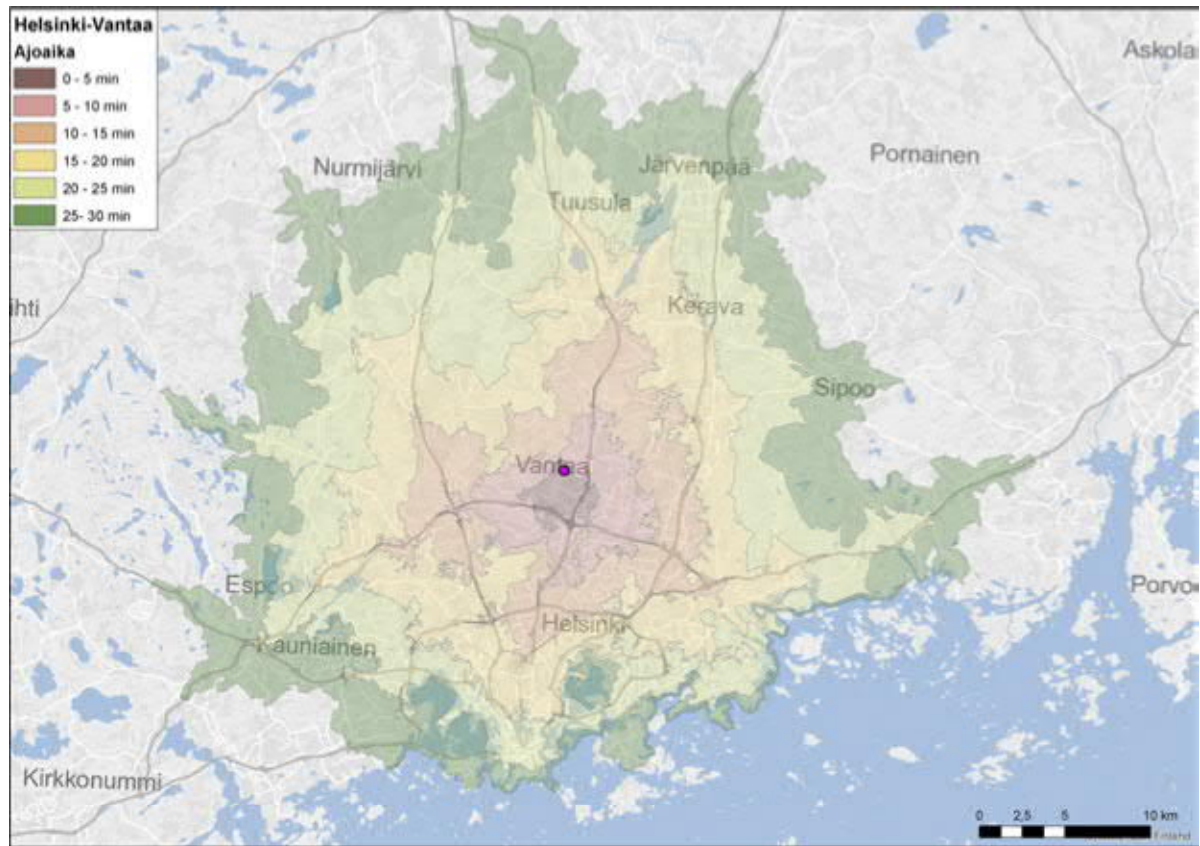 Helsinki-Vantaa
Ajoaika
0 - 5 min
5 - 10 min
10 - 15 min
15 - 20 min
20 - 25 min
25- 30 min
Askola
Nurmijärvi
Järvenpää
Pornainen
Tuusula
ihti
Kerava
Sipoo
Vantaa
Espoo
Porvo
Helsinki
Kauniainen
Kirkkonummi
0 2,5 5 10 km